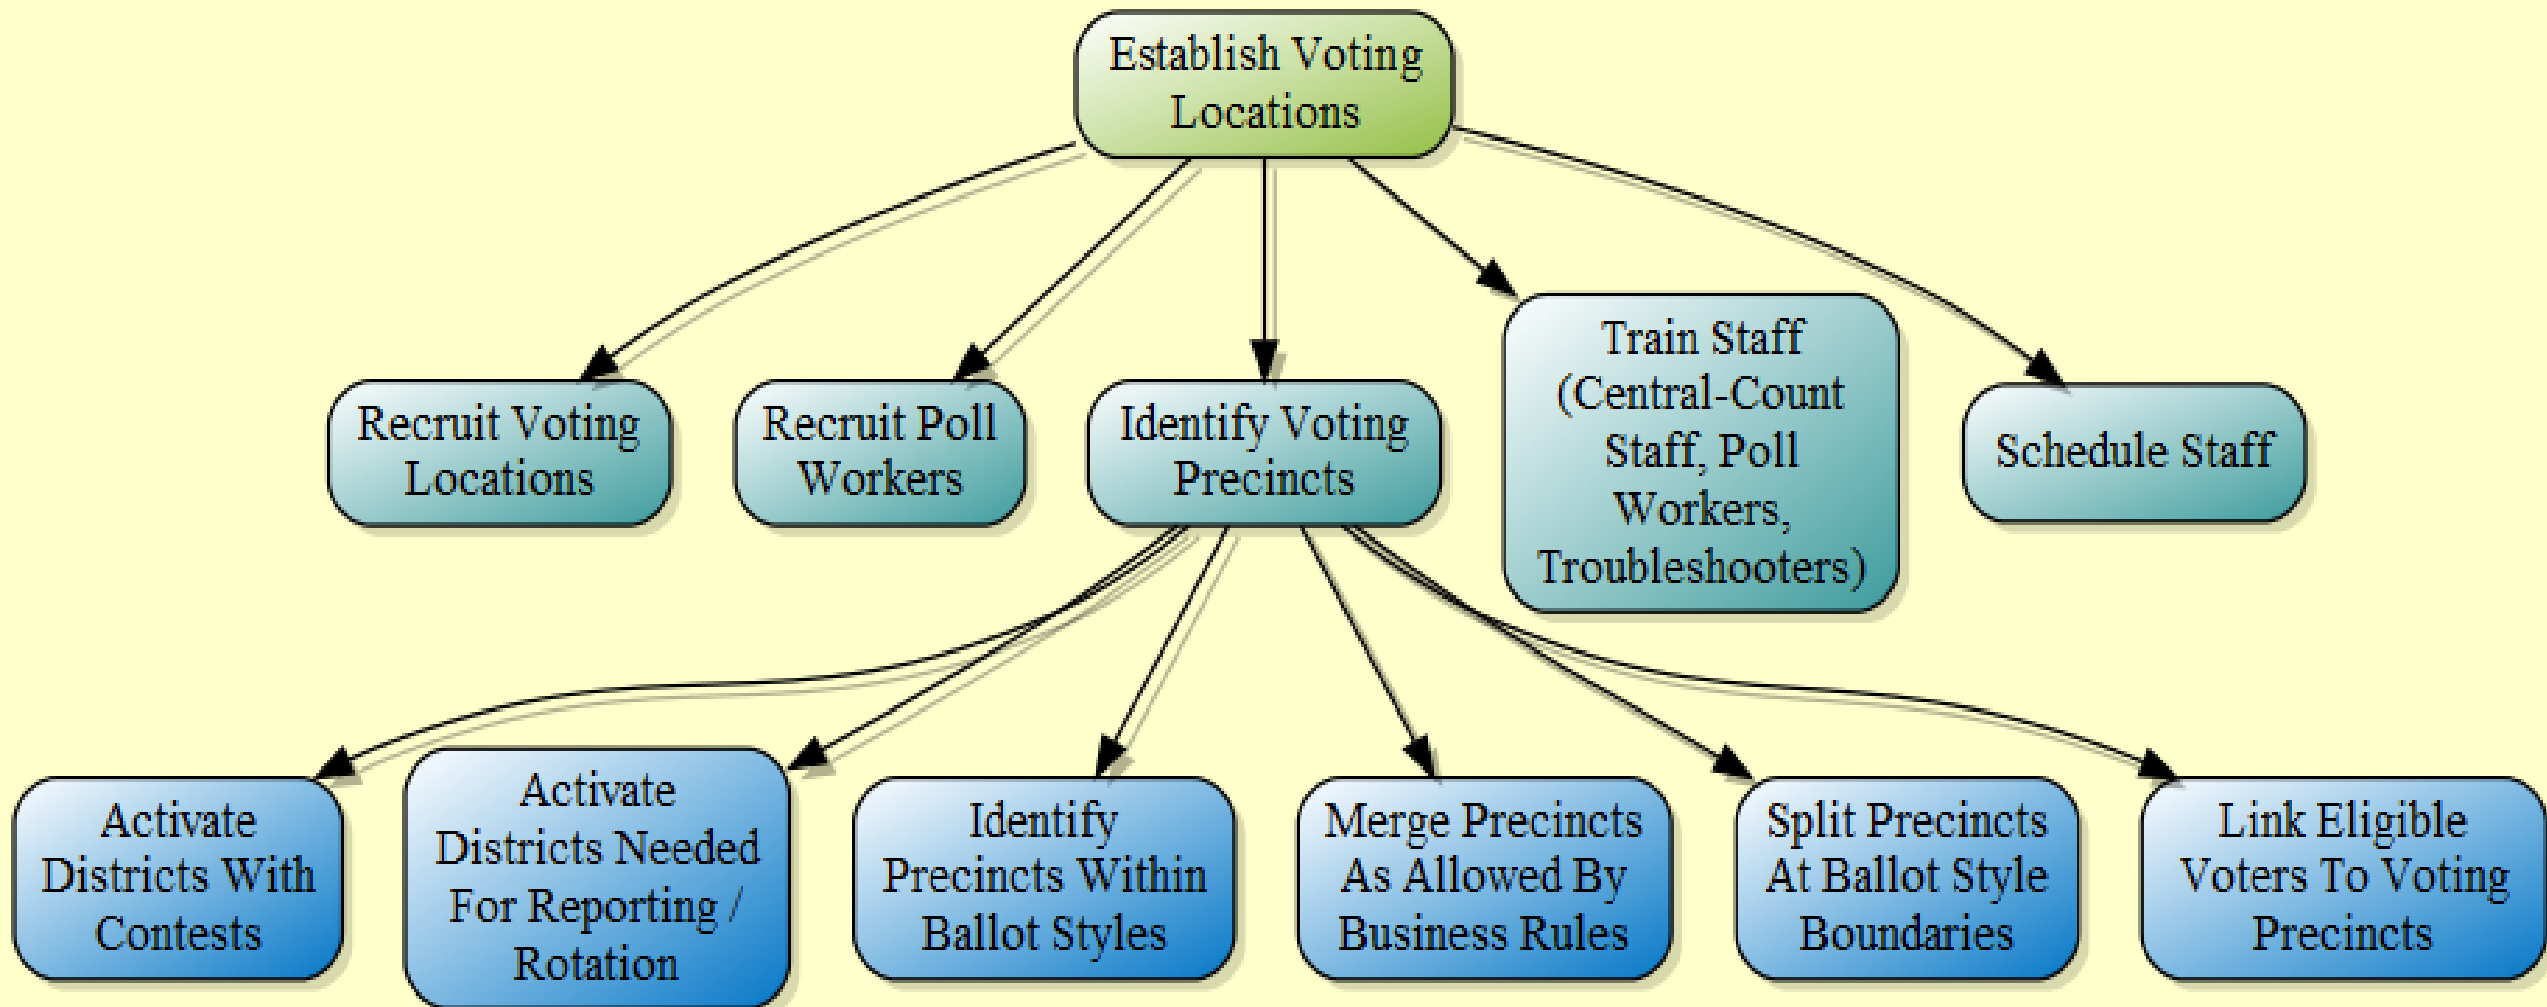 Establish Voting
Locations
Recruit Voting
Locations
Recruit Poll
Workers
Identify Voting
Precincts
Train Staff
(Central-Count
Staff, Poll
Workers,
Troubleshooters)
Schedule Staff
Activate
Districts With
Contests
Activate
Districts Needed
For Reporting /
Rotation
Identify
Precincts Within
Ballot Styles
Merge Precincts
As Allowed By
Business Rules
Split Precincts
At Ballot Style
Boundaries
Link Eligible
Voters To Voting
Precincts